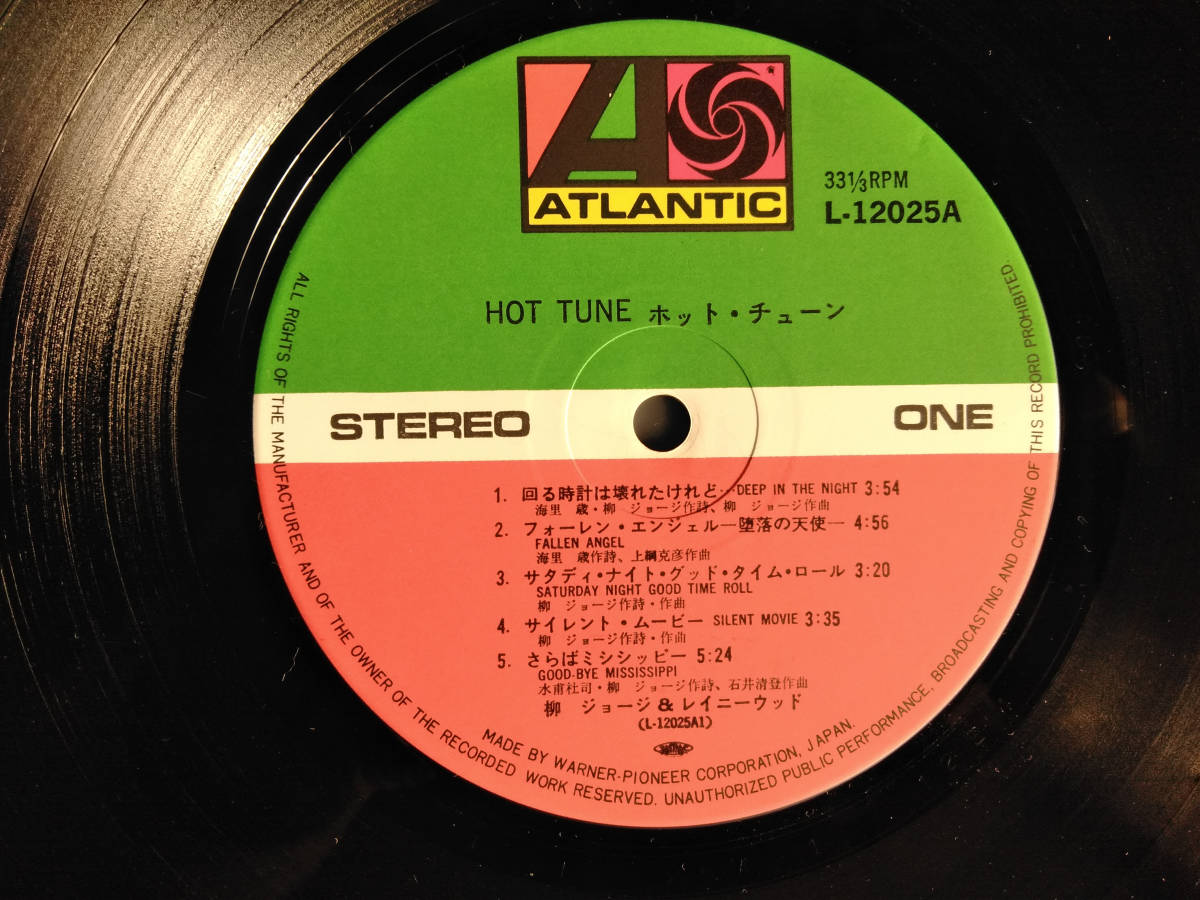 ATLANTIC
33⅓RPM
L-12025A
HOT TUNE ホット・チューン
STEREO
ONE
1. 回る時計は壊れたけれど…DEEP IN THE NIGHT 3:54
海里 歳・柳 ジョージ作詩、柳 ジョージ作曲
2. フォーレン・エンジェル—堕落の天使— 4:56
FALLEN ANGEL
海里 歳作詩、上綱克彦作曲
3. サタディ・ナイト・グッド・タイム・ロール 3:20
SATURDAY NIGHT GOOD TIME ROLL
柳 ジョージ作詩・作曲
4. サイレント・ムービー SILENT MOVIE 3:35
柳 ジョージ作詩・作曲
5. さらばミシシッピー 5:24
GOOD-BYE MISSISSIPPI
水甫杜司・柳 ジョージ作詩、石井清登作曲
柳 ジョージ & レイニーウッド
(L-12025A1)
MADE BY WARNER-PIONEER CORPORATION, JAPAN.
ALL RIGHTS OF THE MANUFACTURER AND OF THE OWNER OF THE RECORDED WORK RESERVED. UNAUTHORIZED PUBLIC PERFORMANCE, BROADCASTING AND COPYING OF THIS RECORD PROHIBITED.